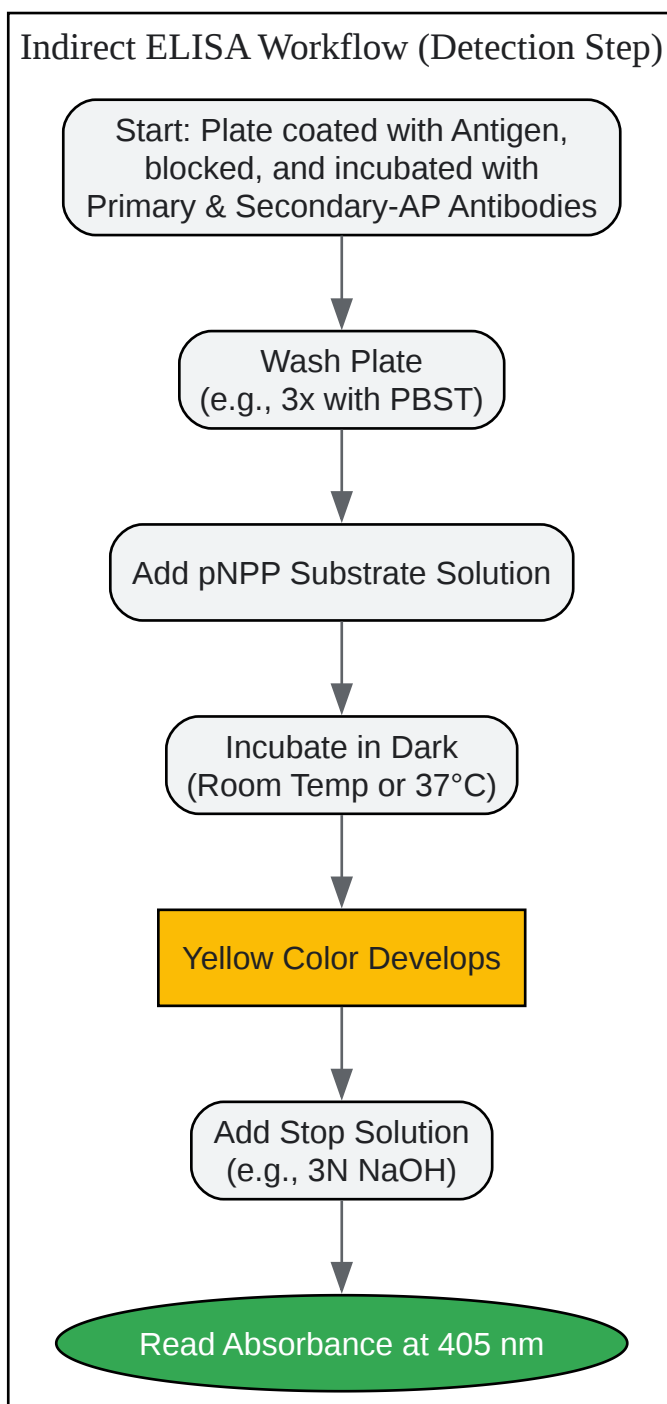 Indirect ELISA Workflow (Detection Step)
Start: Plate coated with Antigen,
blocked, and incubated with
Primary & Secondary-AP Antibodies
Wash Plate
(e.g., 3x with PBST)
Add pNPP Substrate Solution
Incubate in Dark
(Room Temp or 37°C)
Yellow Color Develops
Add Stop Solution
(e.g., 3N NaOH)
Read Absorbance at 405 nm